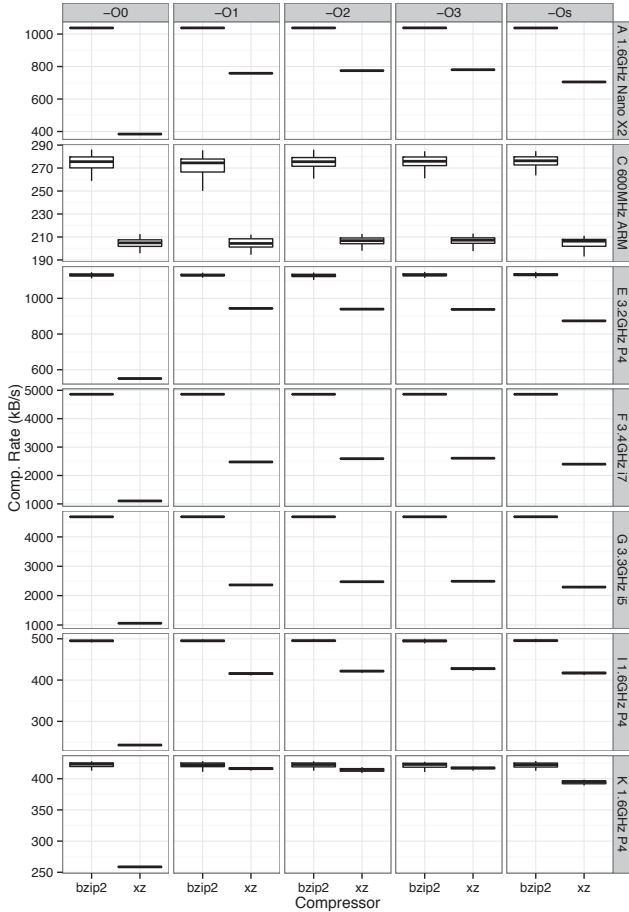 −O0 −O1 −O2 −O3 −Os
1000
800
600
400
A 1.6GHz Nano X2
290
270
250
230
210
190
C 600MHz ARM
1000
800
600
E 3.2GHz P4
5000
4000
3000
2000
1000
F 3.4GHz i7
4000
3000
2000
1000
G 3.3GHz i5
500
400
300
I 1.6GHz P4
400
350
300
250
K 1.6GHz P4
Comp. Rate (kB/s)
bzip2 xz bzip2 xz bzip2 xz bzip2 xz bzip2 xz
Compressor